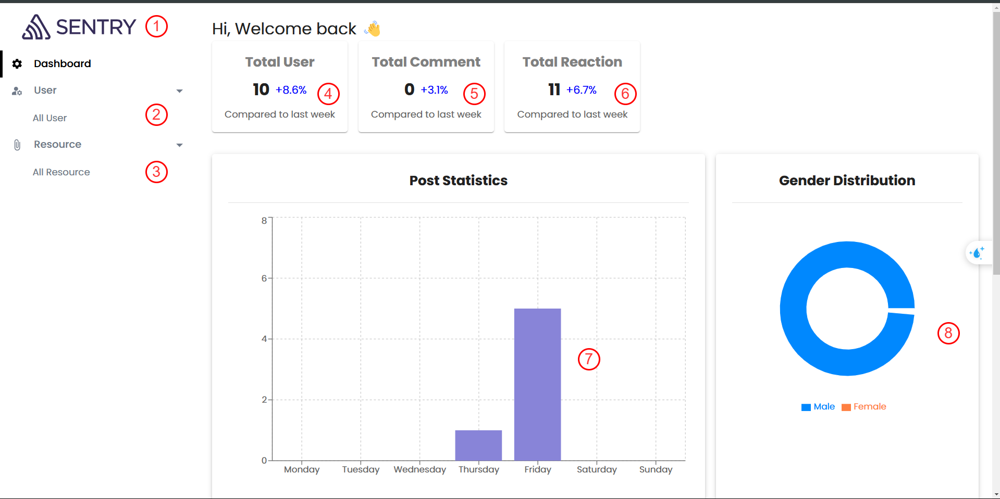 SENTRY
1
Dashboard
User
All User
2
Resource
All Resource
3
Hi, Welcome back 👋
Total User
10 +8.6%
4
Compared to last week
Total Comment
0 +3.1%
5
Compared to last week
Total Reaction
11 +6.7%
6
Compared to last week
Post Statistics
8
6
4
2
0
Monday Tuesday Wednesday Thursday Friday Saturday Sunday
7
Gender Distribution
8
Male Female